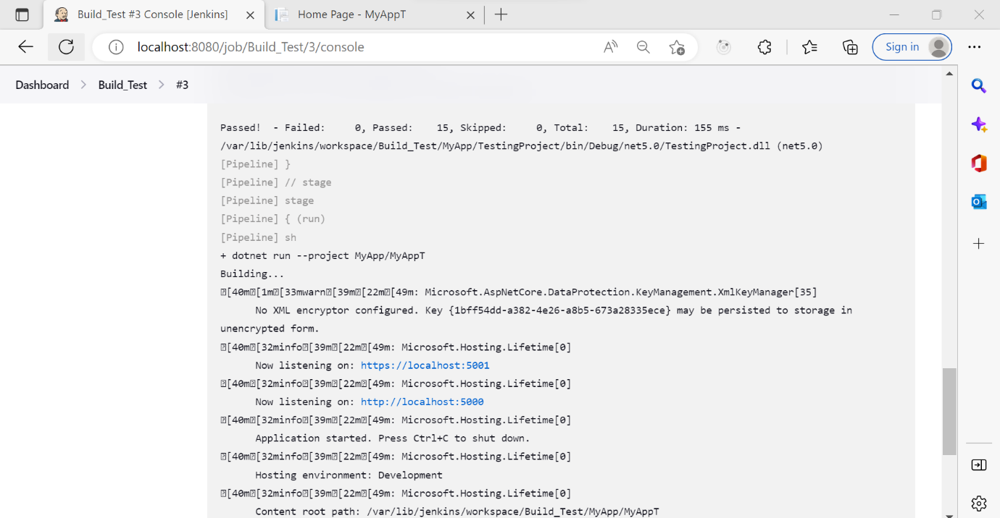 Build_Test #3 Console [Jenkins]
Home Page - MyAppT
localhost:8080/job/Build_Test/3/console
Sign in
Dashboard > Build_Test > #3
Passed!  - Failed:     0, Passed:    15, Skipped:     0, Total:    15, Duration: 155 ms -
/var/lib/jenkins/workspace/Build_Test/MyApp/TestingProject/bin/Debug/net5.0/TestingProject.dll (net5.0)
[Pipeline] }
[Pipeline] // stage
[Pipeline] stage
[Pipeline] { (run)
[Pipeline] sh
+ dotnet run --project MyApp/MyAppT
Building...
␛[40m␛[1m␛[33mwarn␛[39m␛[22m␛[49m: Microsoft.AspNetCore.DataProtection.KeyManagement.XmlKeyManager[35]
No XML encryptor configured. Key {1bff54dd-a382-4e26-a8b5-673a28335ece} may be persisted to storage in
unencrypted form.
␛[40m␛[32minfo␛[39m␛[22m␛[49m: Microsoft.Hosting.Lifetime[0]
Now listening on: https://localhost:5001
␛[40m␛[32minfo␛[39m␛[22m␛[49m: Microsoft.Hosting.Lifetime[0]
Now listening on: http://localhost:5000
␛[40m␛[32minfo␛[39m␛[22m␛[49m: Microsoft.Hosting.Lifetime[0]
Application started. Press Ctrl+C to shut down.
␛[40m␛[32minfo␛[39m␛[22m␛[49m: Microsoft.Hosting.Lifetime[0]
Hosting environment: Development
␛[40m␛[32minfo␛[39m␛[22m␛[49m: Microsoft.Hosting.Lifetime[0]
Content root path: /var/lib/jenkins/workspace/Build_Test/MyApp/MyAppT